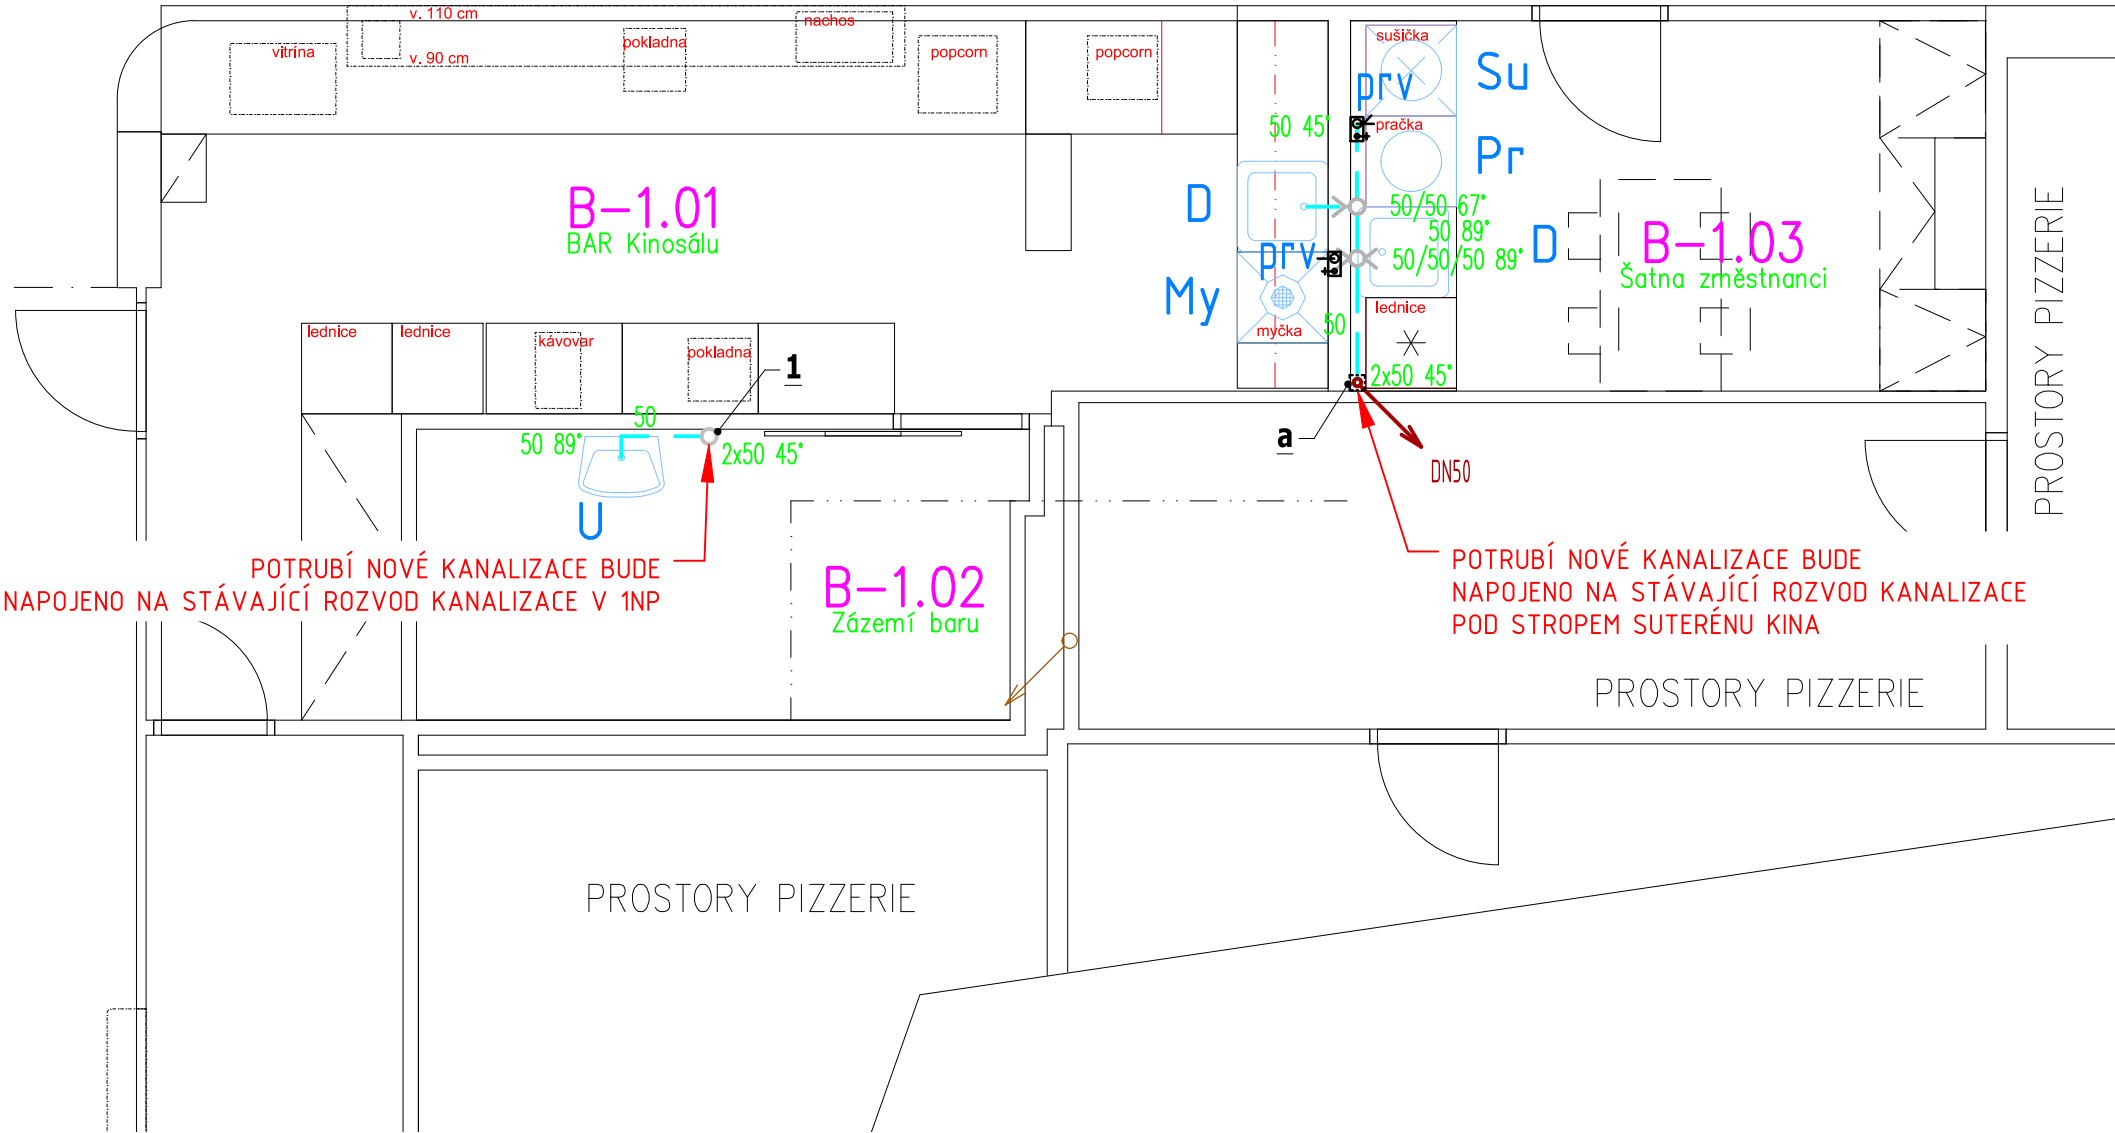 v. 110 cm
nachos
vitrína
pokladna
v. 90 cm
popcorn
popcorn
sušička
Su
prv
50 45°
pračka
Pr
B-1.01
BAR Kinosálu
D
50/50 67°
50 89°
50/50/50 89°
D
B-1.03
Šatna změstnanci
prv
My
myčka
50
lednice
2x50 45°
PROSTORY PIZZERIE
lednice
lednice
kávovar
pokladna
1
50
50 89°
2x50 45°
U
a
DN50
POTRUBÍ NOVÉ KANALIZACE BUDE
NAPOJENO NA STÁVAJÍCÍ ROZVOD KANALIZACE V 1NP
B-1.02
Zázemí baru
POTRUBÍ NOVÉ KANALIZACE BUDE
NAPOJENO NA STÁVAJÍCÍ ROZVOD KANALIZACE
POD STROPEM SUTERÉNU KINA
PROSTORY PIZZERIE
PROSTORY PIZZERIE